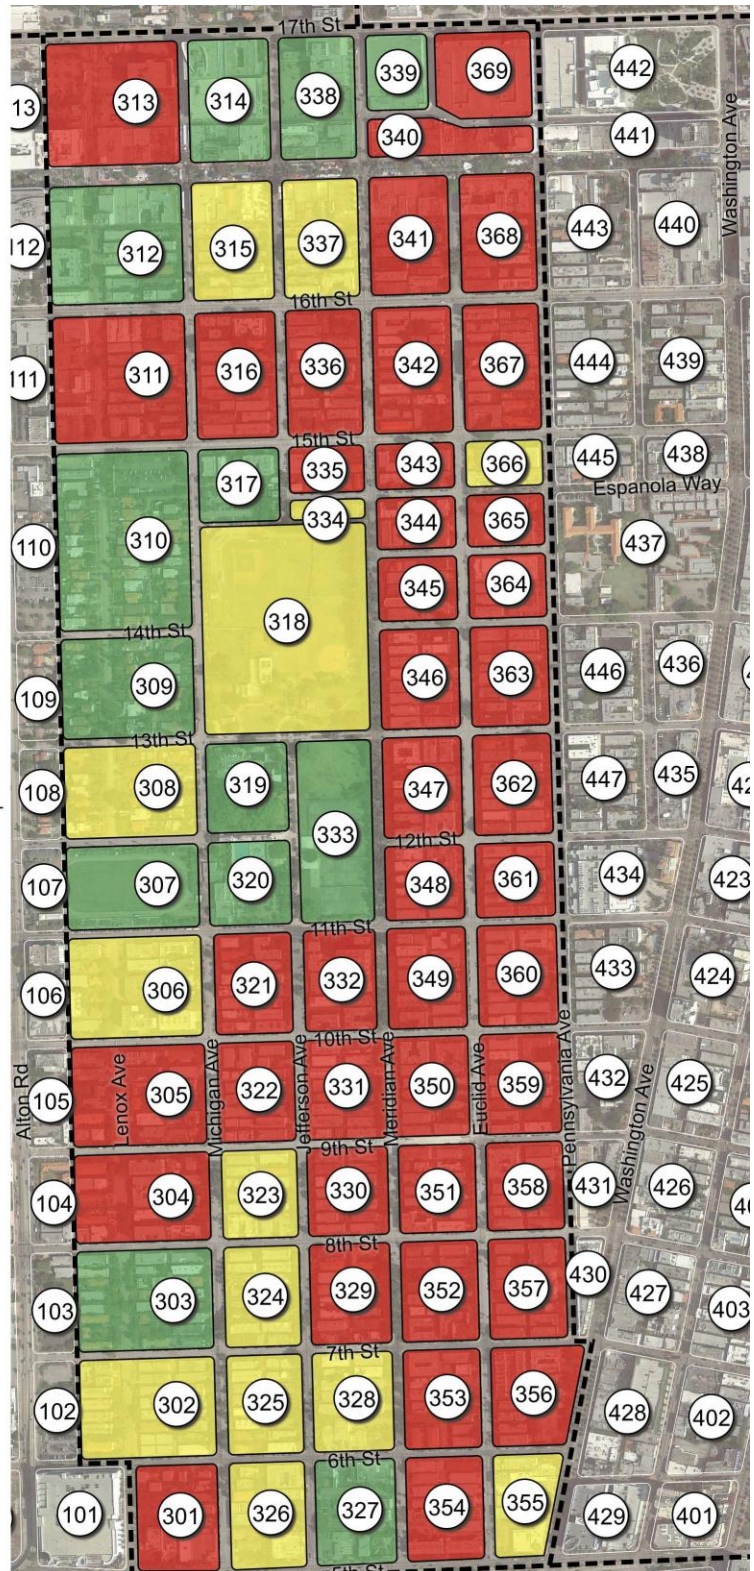 17th St
313 314 338 339 369 442
13
340 441
Washington Ave
112 312 315 337 341 368 443 440
16th St
111 311 316 336 342 367 444 439
15th St
317 335 343 366 445 438
Espanola Way
334
110 310 344 365 437
318 345 364
14th St
109 309 346 363 446 436
13th St
108 308 319 347 362 447 435
12th St
107 307 320 333 348 361 434 423
11th St
106 306 321 332 349 360 433 424
10th St
Alton Rd
Lenox Ave
Michigan Ave
Jefferson Ave
Meridian Ave
Euclid Ave
Pennsylvania Ave
Washington Ave
105 305 322 331 350 359 432 425
9th St
104 304 323 330 351 358 431 426
8th St
103 303 324 329 352 357 430 427 403
7th St
102 302 325 328 353 356 428 402
6th St
101 301 326 327 354 355 429 401
5th St